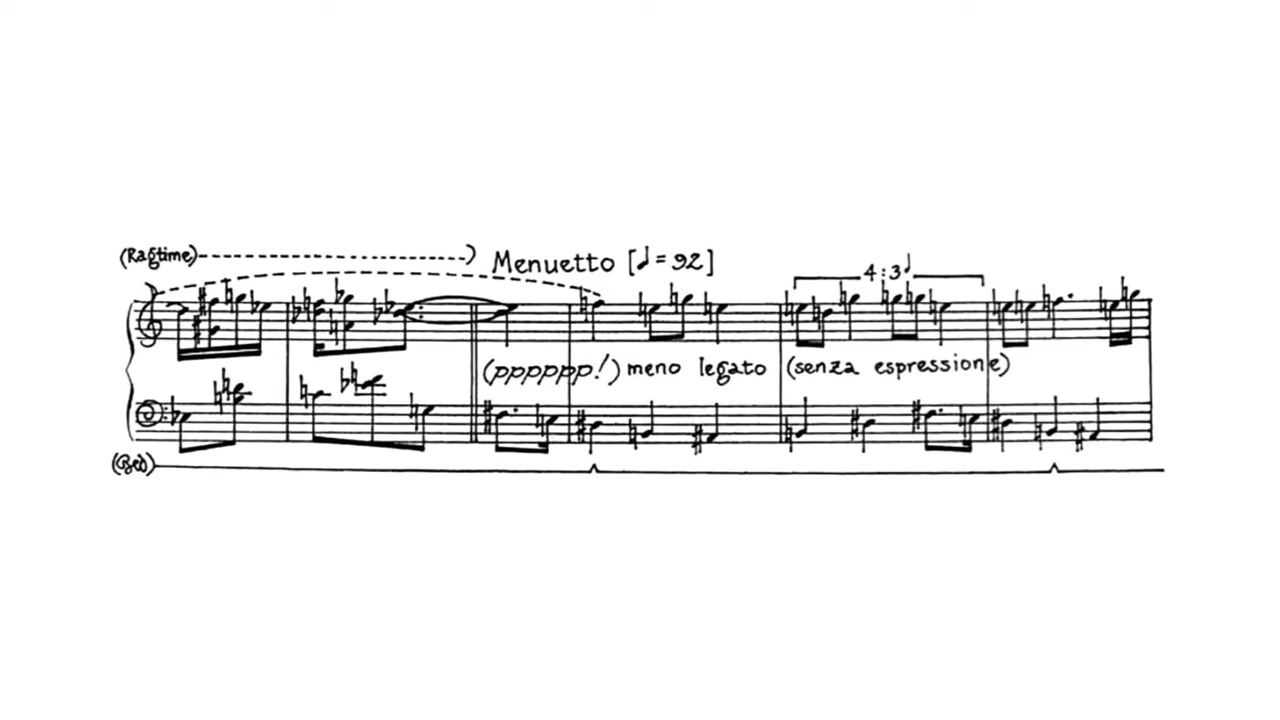 (Ragtime)
Menuetto [♩=92]
4:3♩
(pppppp!) meno legato (senza espressione)
(Ped)